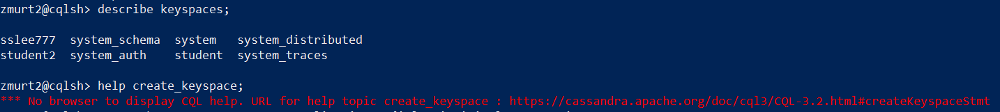 zmurt2@cqlsh> describe keyspaces;
sslee777 system_schema system system_distributed
student2 system_auth student system_traces
zmurt2@cqlsh> help create_keyspace;
*** No browser to display CQL help. URL for help topic create_keyspace : https://cassandra.apache.org/doc/cql3/CQL-3.2.html#createKeyspaceStmt